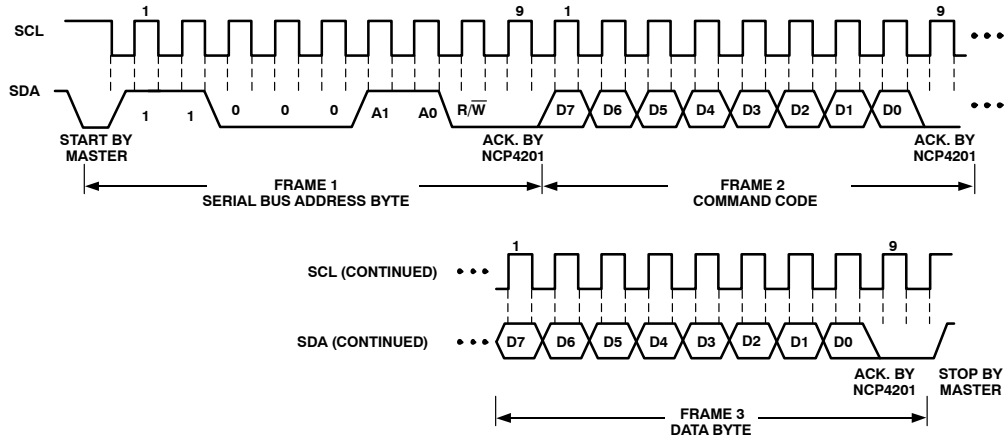 1 9 1 9
SCL
SDA
1 1 0 0 0 A1 A0 R/W̅ D7 D6 D5 D4 D3 D2 D1 D0
START BY
MASTER
ACK. BY
NCP4201
ACK. BY
NCP4201
FRAME 1
SERIAL BUS ADDRESS BYTE
FRAME 2
COMMAND CODE
1 9
SCL (CONTINUED)
SDA (CONTINUED) D7 D6 D5 D4 D3 D2 D1 D0
ACK. BY
NCP4201
STOP BY
MASTER
FRAME 3
DATA BYTE